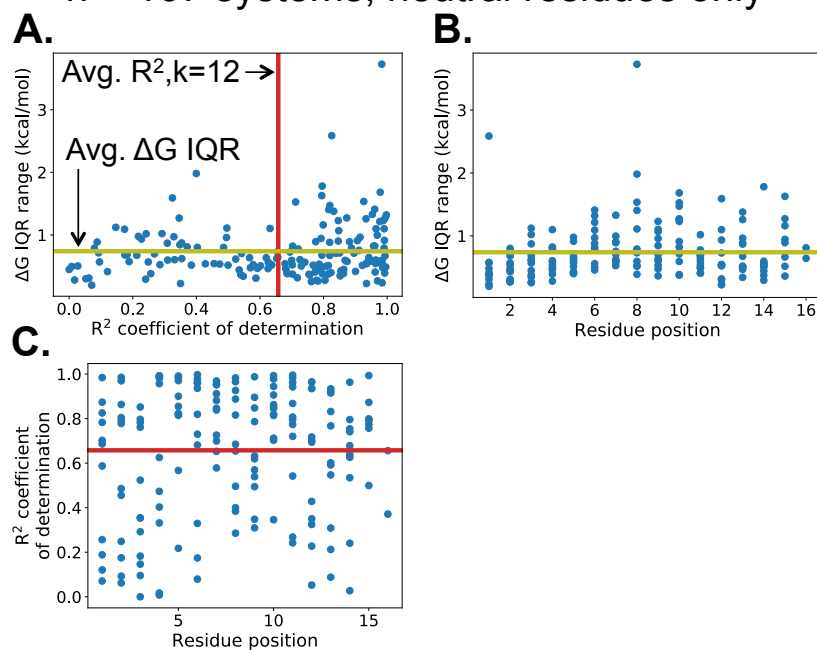 A.
B.
Avg. R²,k=12
Avg. ΔG IQR
ΔG IQR range (kcal/mol)
3
2
1
0.0 0.2 0.4 0.6 0.8 1.0
R² coefficient of determination
ΔG IQR range (kcal/mol)
3
2
1
2 4 6 8 10 12 14 16
Residue position
C.
R² coefficient
of determination
1.0
0.8
0.6
0.4
0.2
0.0
5 10 15
Residue position